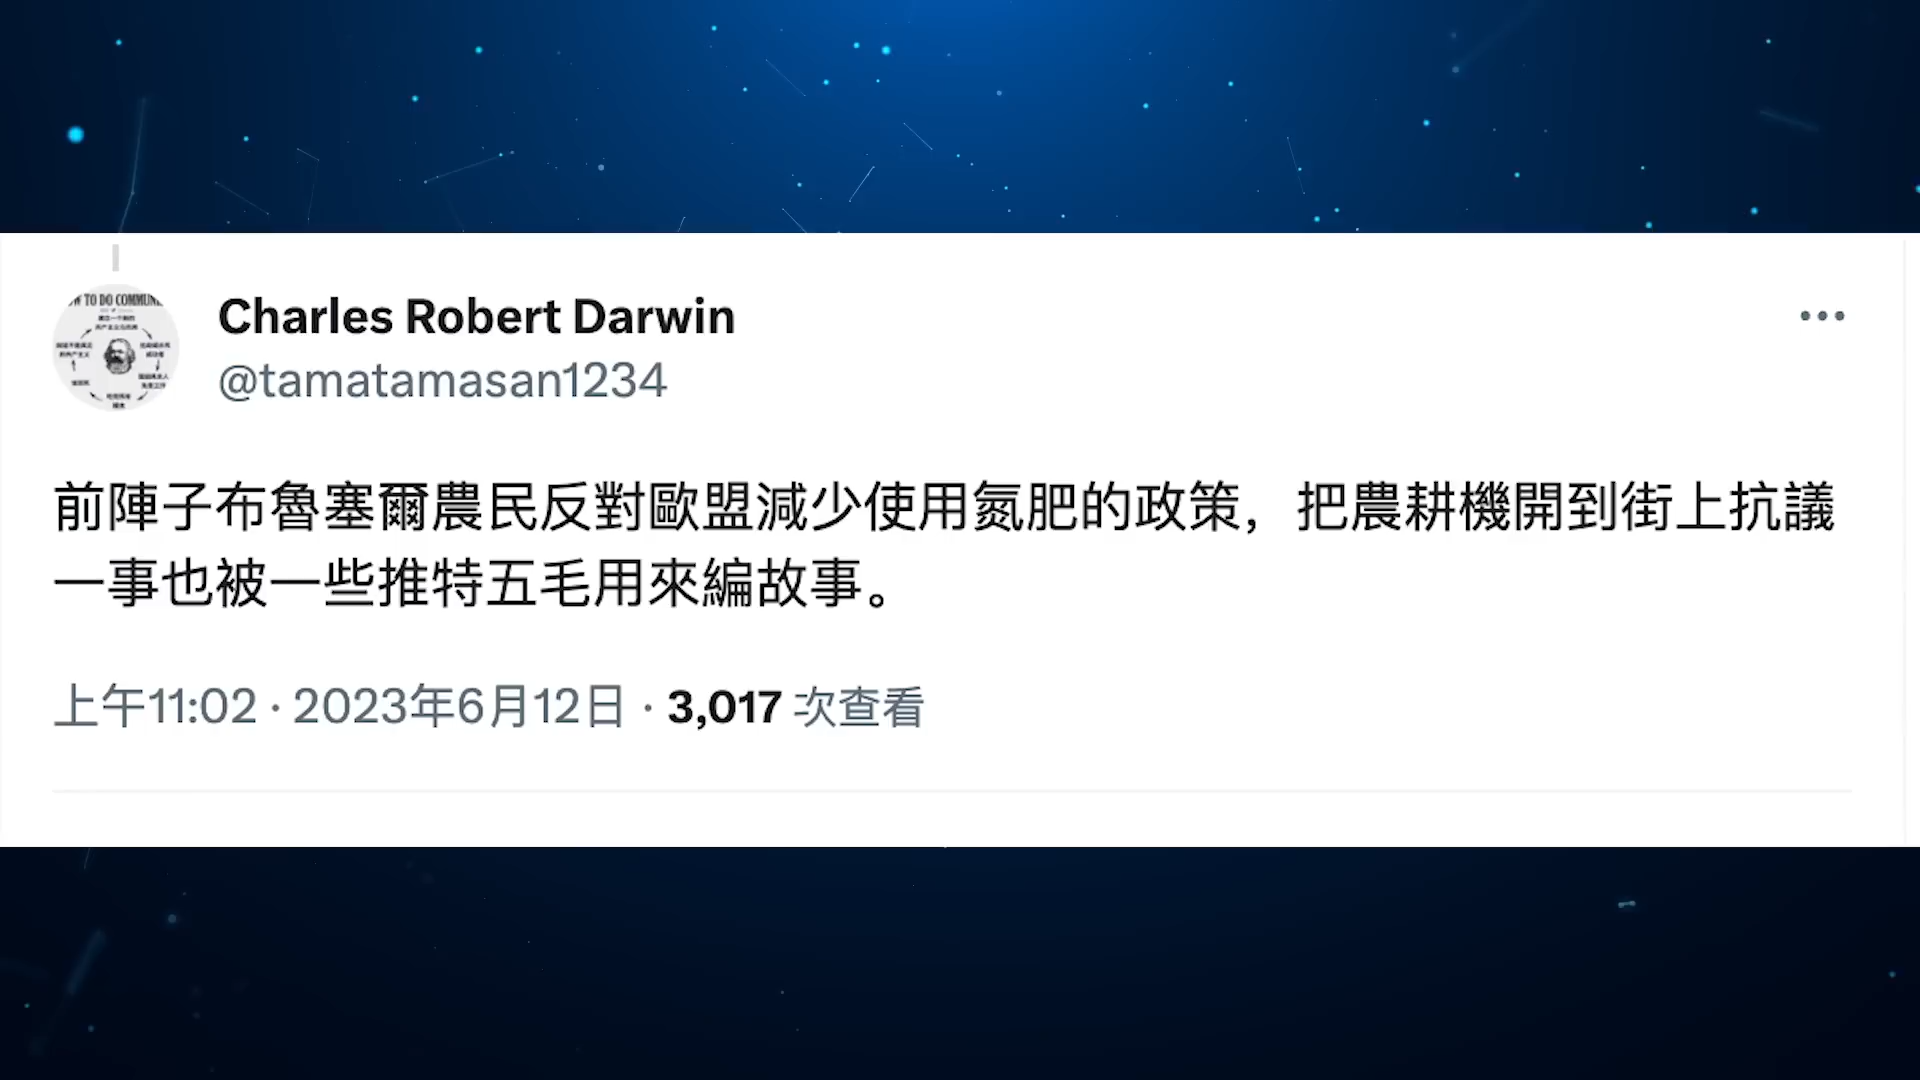 Charles Robert Darwin
@tamatamasan1234
前陣子布魯塞爾農民反對歐盟減少使用氮肥的政策，把農耕機開到街上抗議
一事也被一些推特五毛用來編故事。
上午11:02 · 2023年6月12日 · 3,017 次查看